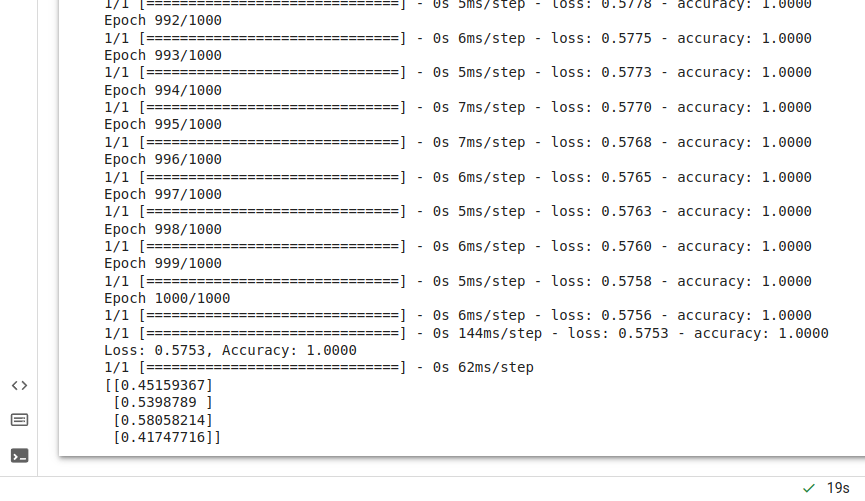 1/1 [==============================] - 0s 5ms/step - loss: 0.5778 - accuracy: 1.0000
Epoch 992/1000
1/1 [==============================] - 0s 6ms/step - loss: 0.5775 - accuracy: 1.0000
Epoch 993/1000
1/1 [==============================] - 0s 5ms/step - loss: 0.5773 - accuracy: 1.0000
Epoch 994/1000
1/1 [==============================] - 0s 7ms/step - loss: 0.5770 - accuracy: 1.0000
Epoch 995/1000
1/1 [==============================] - 0s 7ms/step - loss: 0.5768 - accuracy: 1.0000
Epoch 996/1000
1/1 [==============================] - 0s 6ms/step - loss: 0.5765 - accuracy: 1.0000
Epoch 997/1000
1/1 [==============================] - 0s 5ms/step - loss: 0.5763 - accuracy: 1.0000
Epoch 998/1000
1/1 [==============================] - 0s 6ms/step - loss: 0.5760 - accuracy: 1.0000
Epoch 999/1000
1/1 [==============================] - 0s 5ms/step - loss: 0.5758 - accuracy: 1.0000
Epoch 1000/1000
1/1 [==============================] - 0s 6ms/step - loss: 0.5756 - accuracy: 1.0000
1/1 [==============================] - 0s 144ms/step - loss: 0.5753 - accuracy: 1.0000
Loss: 0.5753, Accuracy: 1.0000
1/1 [==============================] - 0s 62ms/step
[[0.45159367]
 [0.5398789 ]
 [0.58058214]
 [0.41747716]]
19s